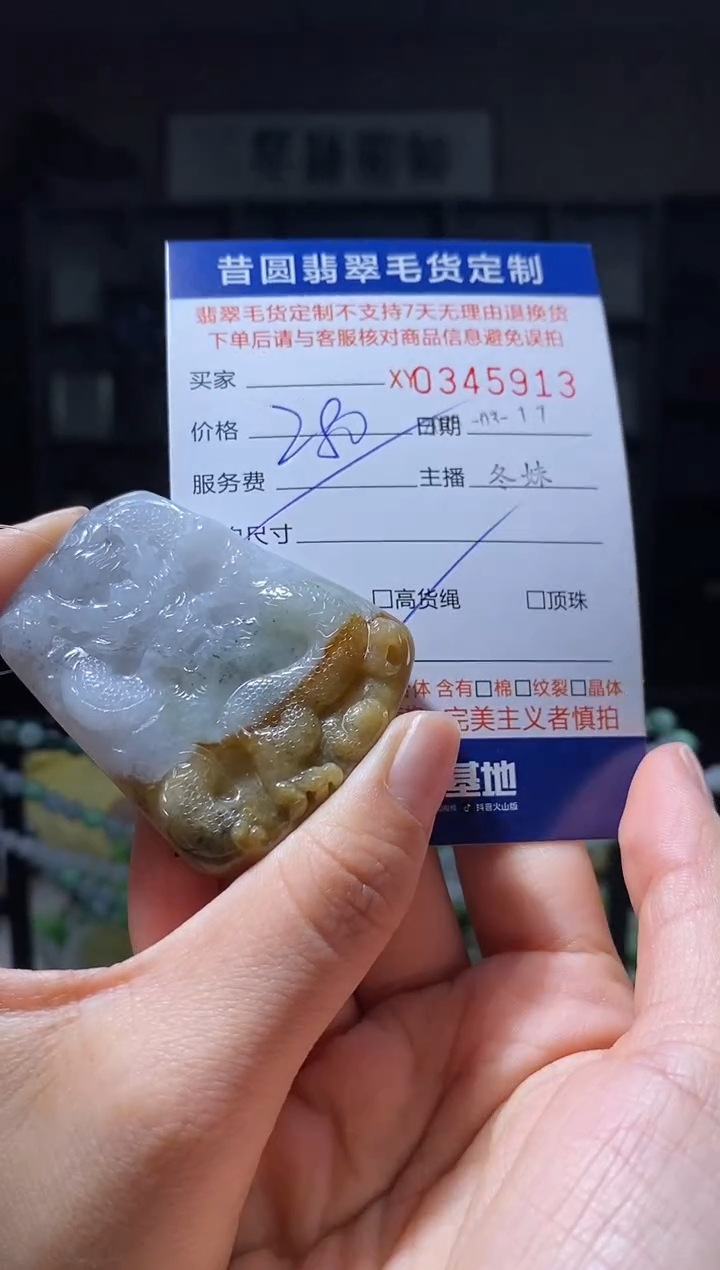 昔圆翡翠毛货定制
翡翠毛货定制不支持7天无理由退换货
下单后请与客服核对商品信息避免误拍
买家 XY0345913
价格 280 日期 -03-17
服务费 主播 冬妹
尺寸
□高货绳 □顶珠
体 含有□棉□纹裂□晶体
完美主义者慎拍
基地
抖音火山版